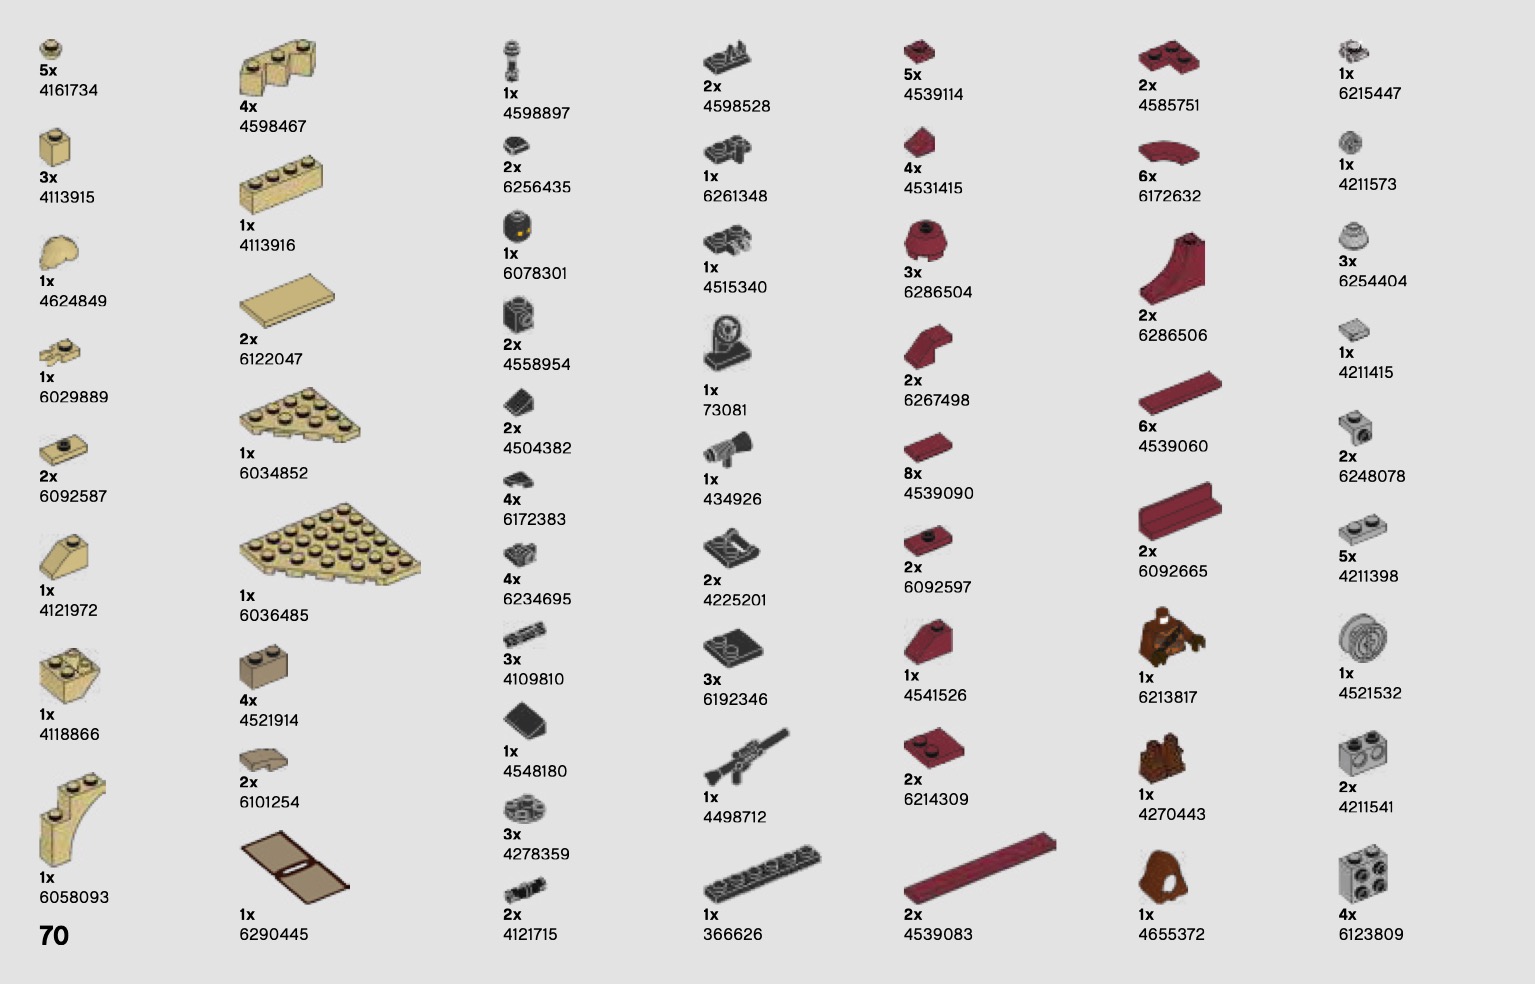 5x
4161734
3x
4113915
1x
4624849
1x
6029889
2x
6092587
1x
4121972
1x
4118866
1x
6058093
4x
4598467
1x
4113916
2x
6122047
1x
6034852
1x
6036485
4x
4521914
2x
6101254
1x
6290445
1x
4598897
2x
6256435
1x
6078301
2x
4558954
2x
4504382
4x
6172383
4x
6234695
3x
4109810
1x
4548180
3x
4278359
2x
4121715
2x
4598528
1x
6261348
1x
4515340
1x
73081
1x
434926
2x
4225201
3x
6192346
1x
4498712
1x
366626
5x
4539114
4x
4531415
3x
6286504
2x
6267498
8x
4539090
2x
6092597
1x
4541526
2x
6214309
2x
4539083
2x
4585751
6x
6172632
2x
6286506
6x
4539060
2x
6092665
1x
6213817
1x
4270443
1x
4655372
1x
6215447
1x
4211573
3x
6254404
1x
4211415
2x
6248078
5x
4211398
1x
4521532
2x
4211541
4x
6123809
70